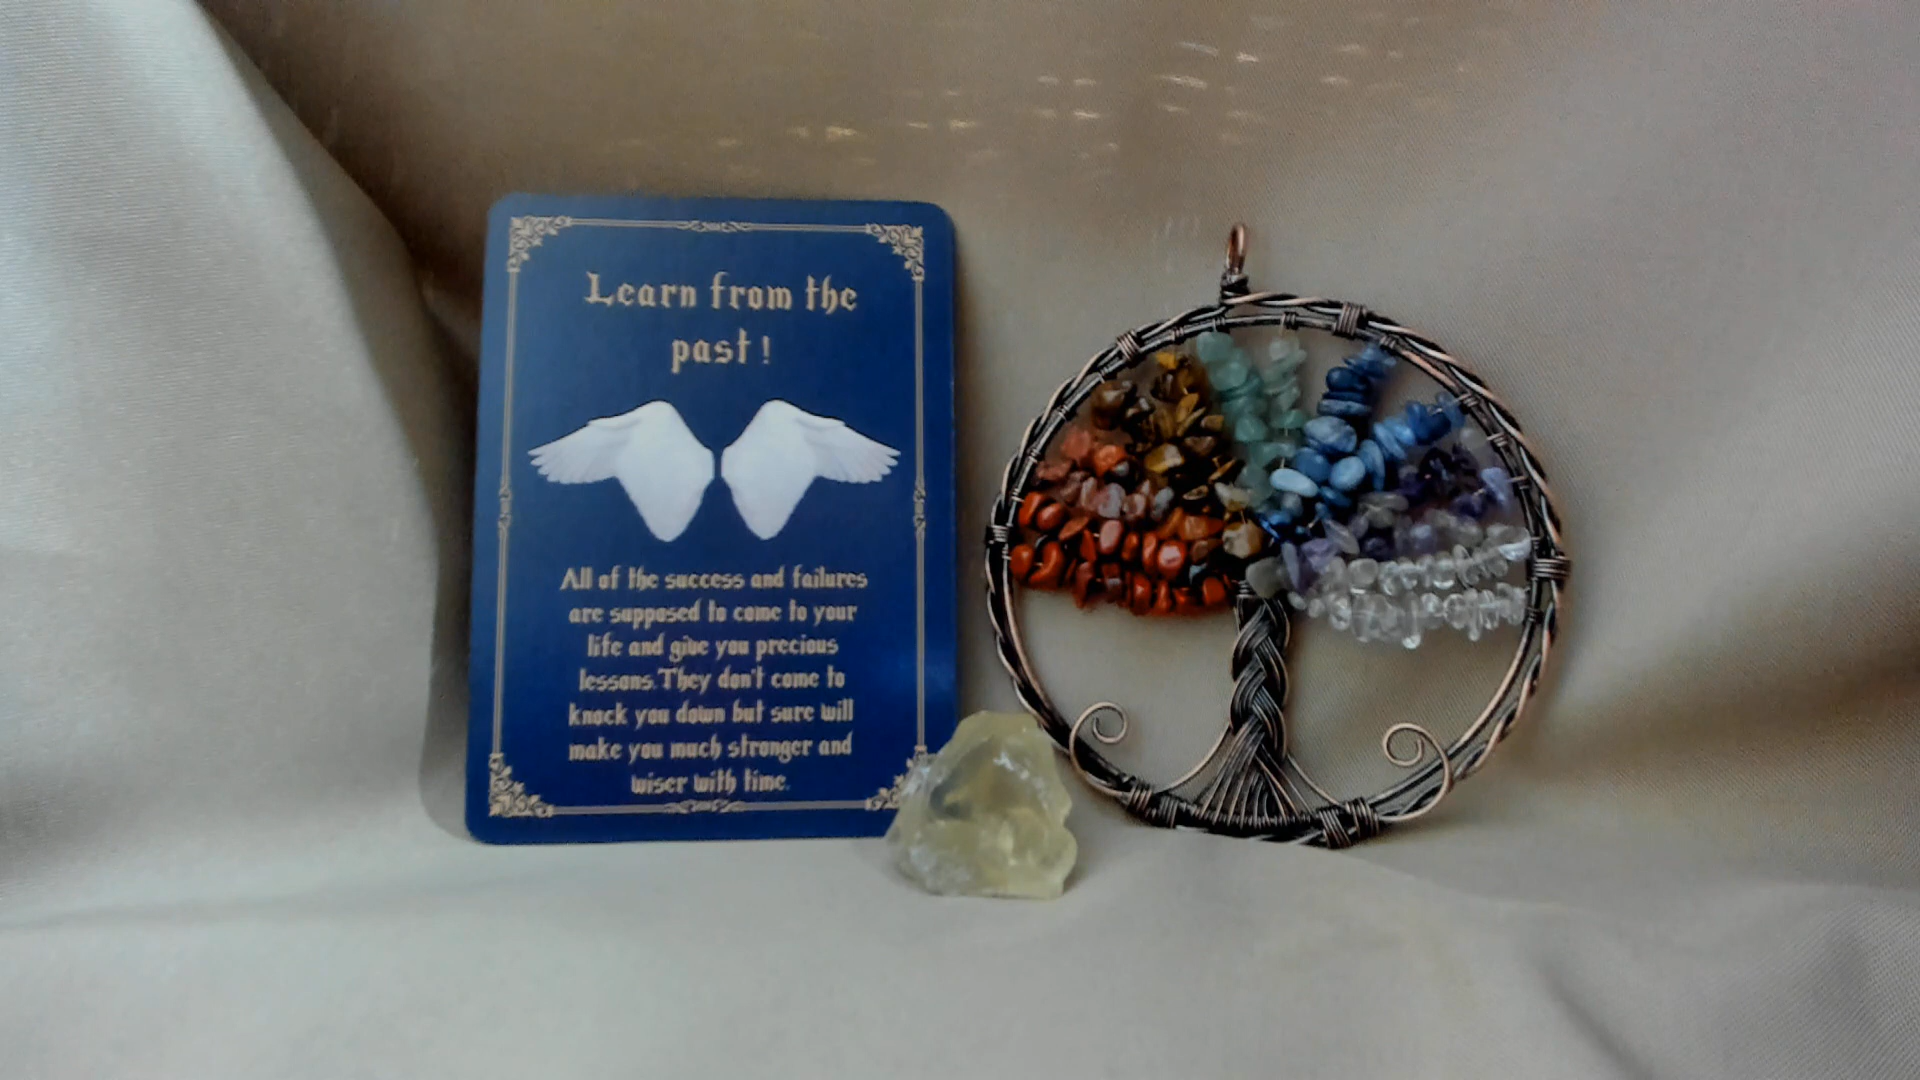 Learn from the
past !
All of the success and failures
are supposed to come to your
life and give you precious
lessons.They don't come to
knock you down but sure will
make you much stronger and
wiser with time.